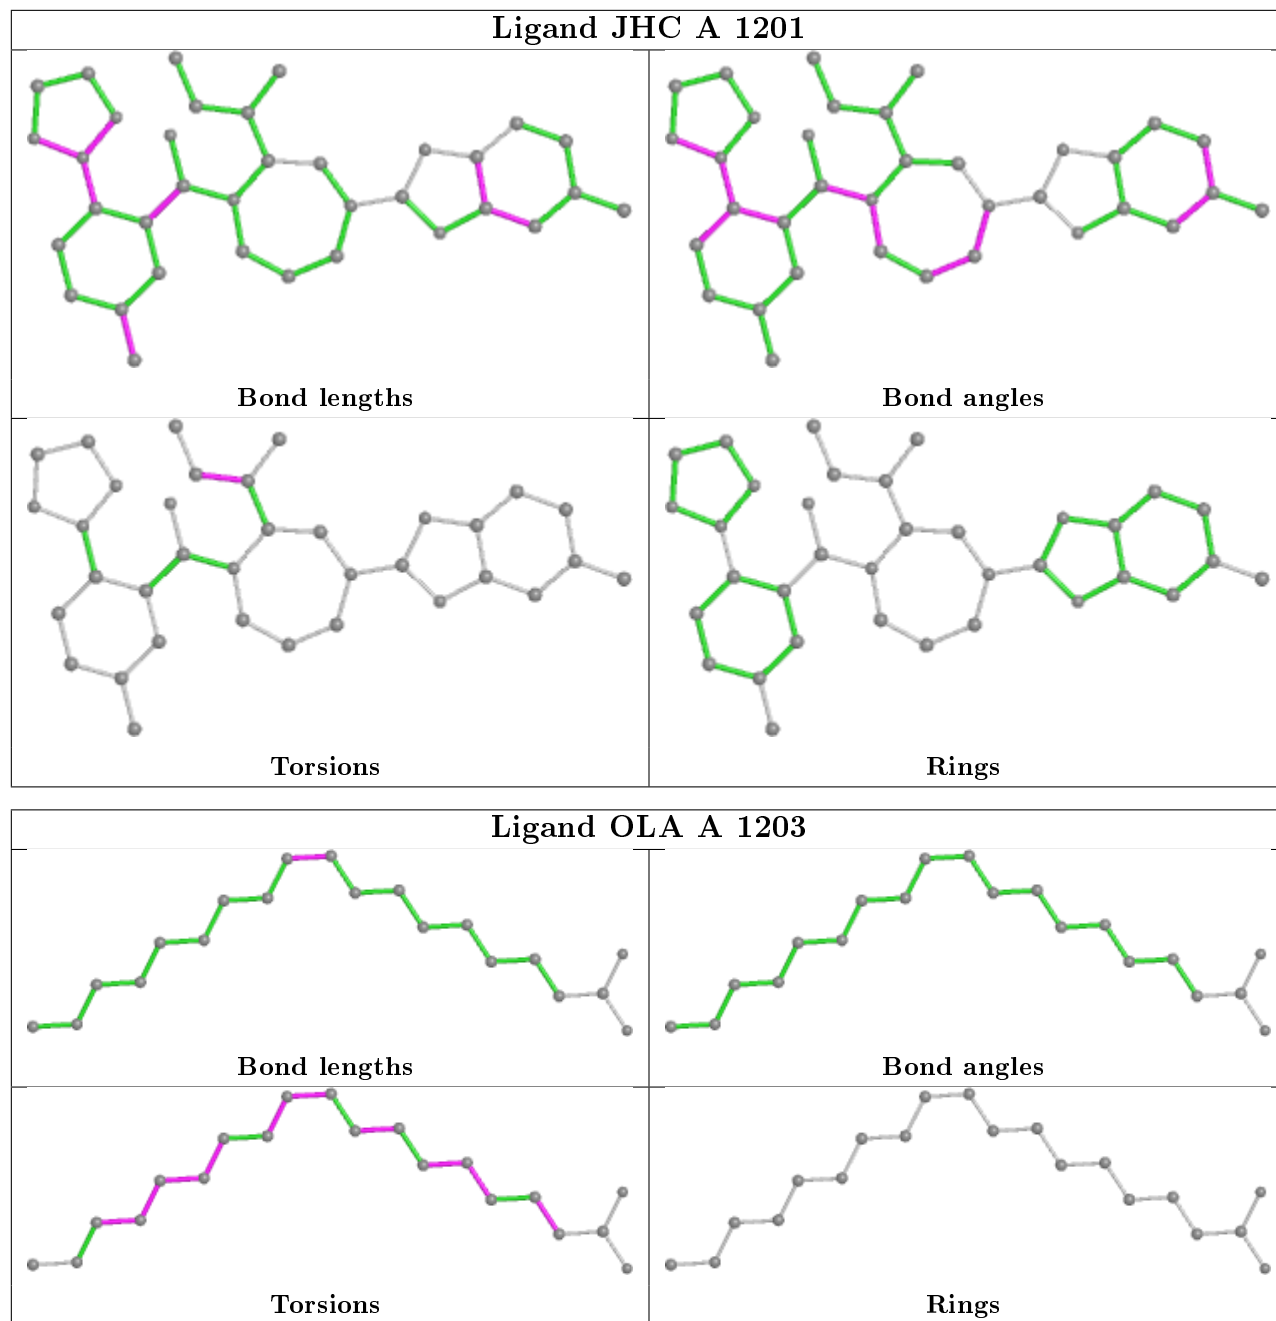 Ligand JHC A 1201
Bond lengths
Bond angles
Torsions
Rings
Ligand OLA A 1203
Bond lengths
Bond angles
Torsions
Rings